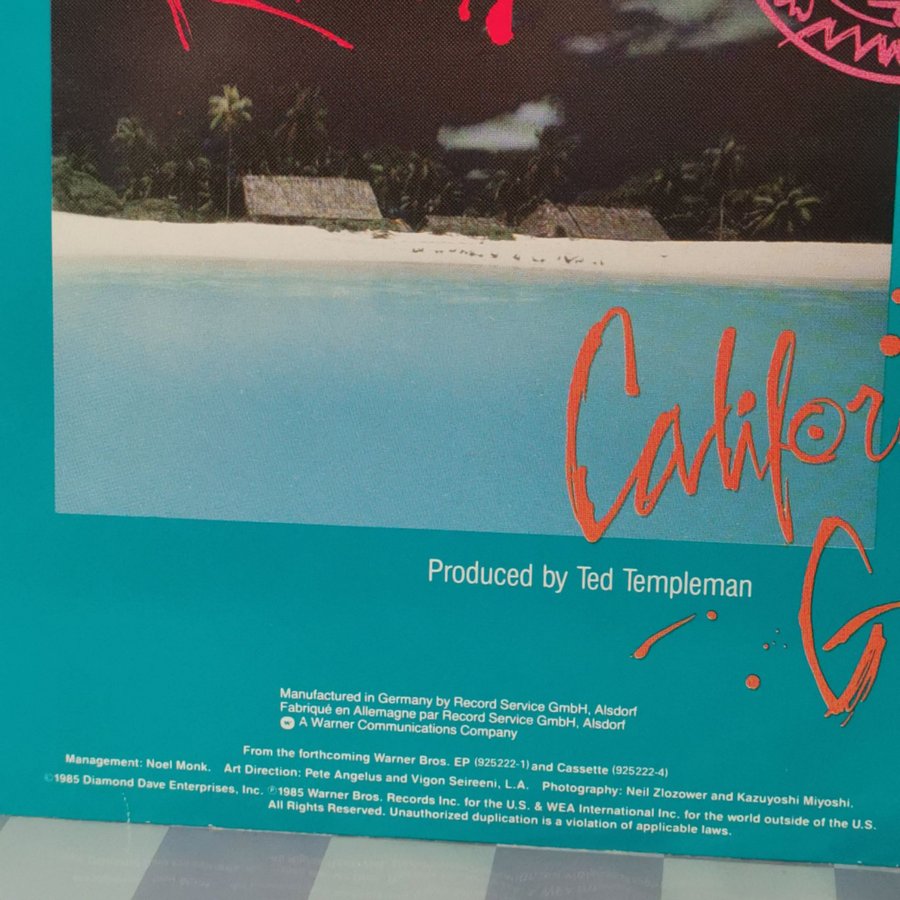 Califor
G
Produced by Ted Templeman
Manufactured in Germany by Record Service GmbH, Alsdorf
Fabriqué en Allemagne par Record Service GmbH, Alsdorf
A Warner Communications Company
From the forthcoming Warner Bros. EP (925222-1) and Cassette (925222-4)
Management: Noel Monk. Art Direction: Pete Angelus and Vigon Seireeni, L.A. Photography: Neil Zlozower and Kazuyoshi Miyoshi.
©1985 Diamond Dave Enterprises, Inc. ℗1985 Warner Bros. Records Inc. for the U.S. & WEA International Inc. for the world outside of the U.S.
All Rights Reserved. Unauthorized duplication is a violation of applicable laws.